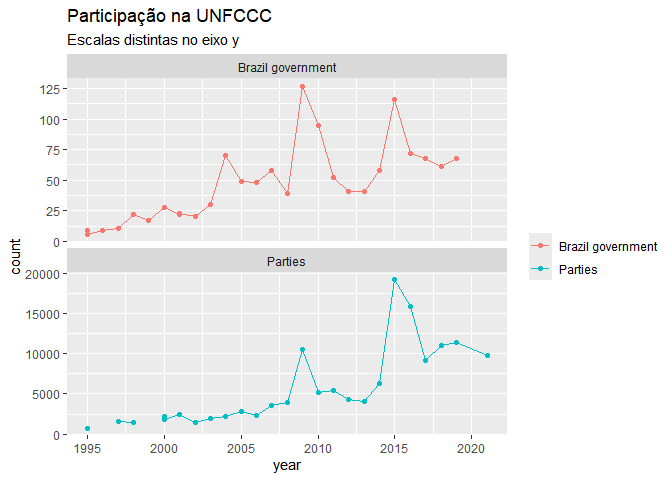 Participação na UNFCCC
Escalas distintas no eixo y
Brazil government
125
100
75
50
25
0
Parties
20000
15000
10000
5000
0
1995 2000 2005 2010 2015 2020
year
count
Brazil government
Parties